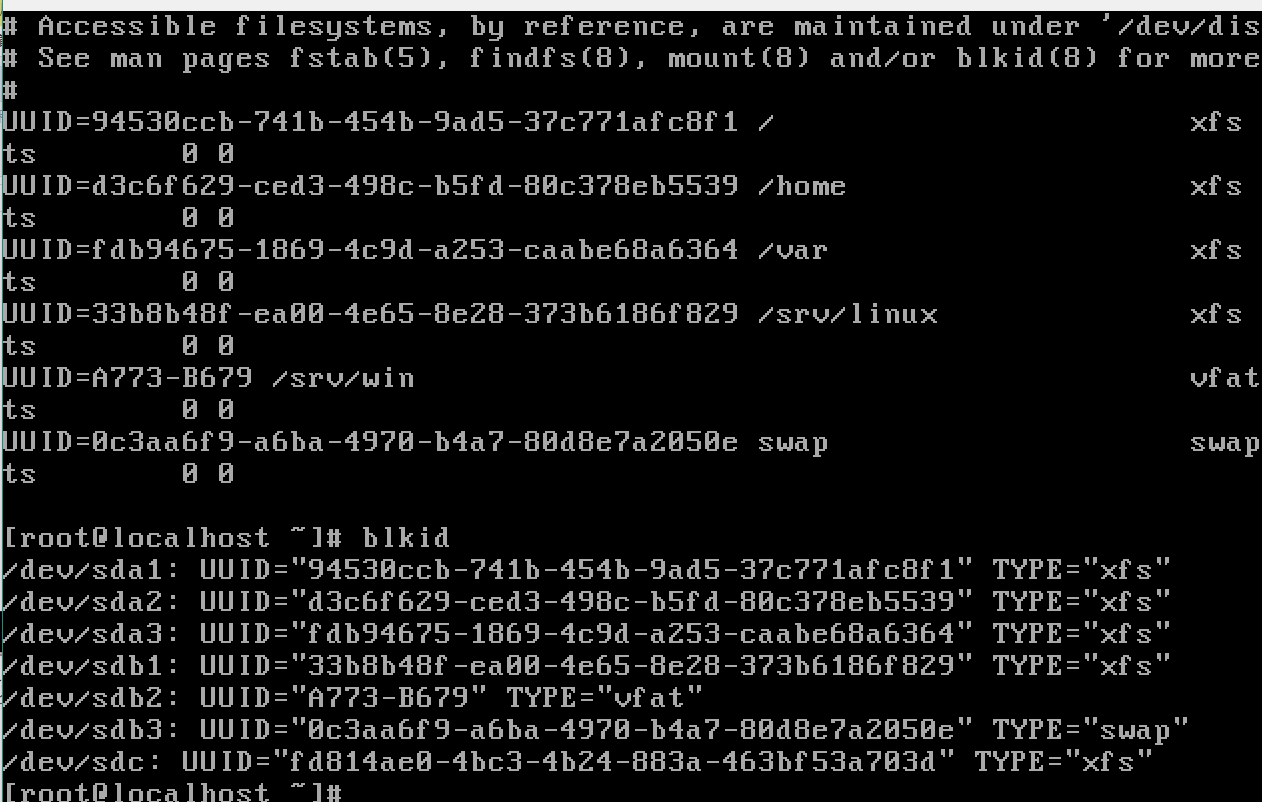 # Accessible filesystems, by reference, are maintained under '/dev/dis
# See man pages fstab(5), findfs(8), mount(8) and/or blkid(8) for more
#
UUID=94530ccb-741b-454b-9ad5-37c771afc8f1 / xfs
ts 0 0
UUID=d3c6f629-ced3-498c-b5fd-80c378eb5539 /home xfs
ts 0 0
UUID=fdb94675-1869-4c9d-a253-caabe68a6364 /var xfs
ts 0 0
UUID=33b8b48f-ea00-4e65-8e28-373b6186f829 /srv/linux xfs
ts 0 0
UUID=A773-B679 /srv/win vfat
ts 0 0
UUID=0c3aa6f9-a6ba-4970-b4a7-80d8e7a2050e swap swap
ts 0 0
[root@localhost ~]# blkid
/dev/sda1: UUID="94530ccb-741b-454b-9ad5-37c771afc8f1" TYPE="xfs"
/dev/sda2: UUID="d3c6f629-ced3-498c-b5fd-80c378eb5539" TYPE="xfs"
/dev/sda3: UUID="fdb94675-1869-4c9d-a253-caabe68a6364" TYPE="xfs"
/dev/sdb1: UUID="33b8b48f-ea00-4e65-8e28-373b6186f829" TYPE="xfs"
/dev/sdb2: UUID="A773-B679" TYPE="vfat"
/dev/sdb3: UUID="0c3aa6f9-a6ba-4970-b4a7-80d8e7a2050e" TYPE="swap"
/dev/sdc: UUID="fd814ae0-4bc3-4b24-883a-463bf53a703d" TYPE="xfs"
[root@localhost ~]#